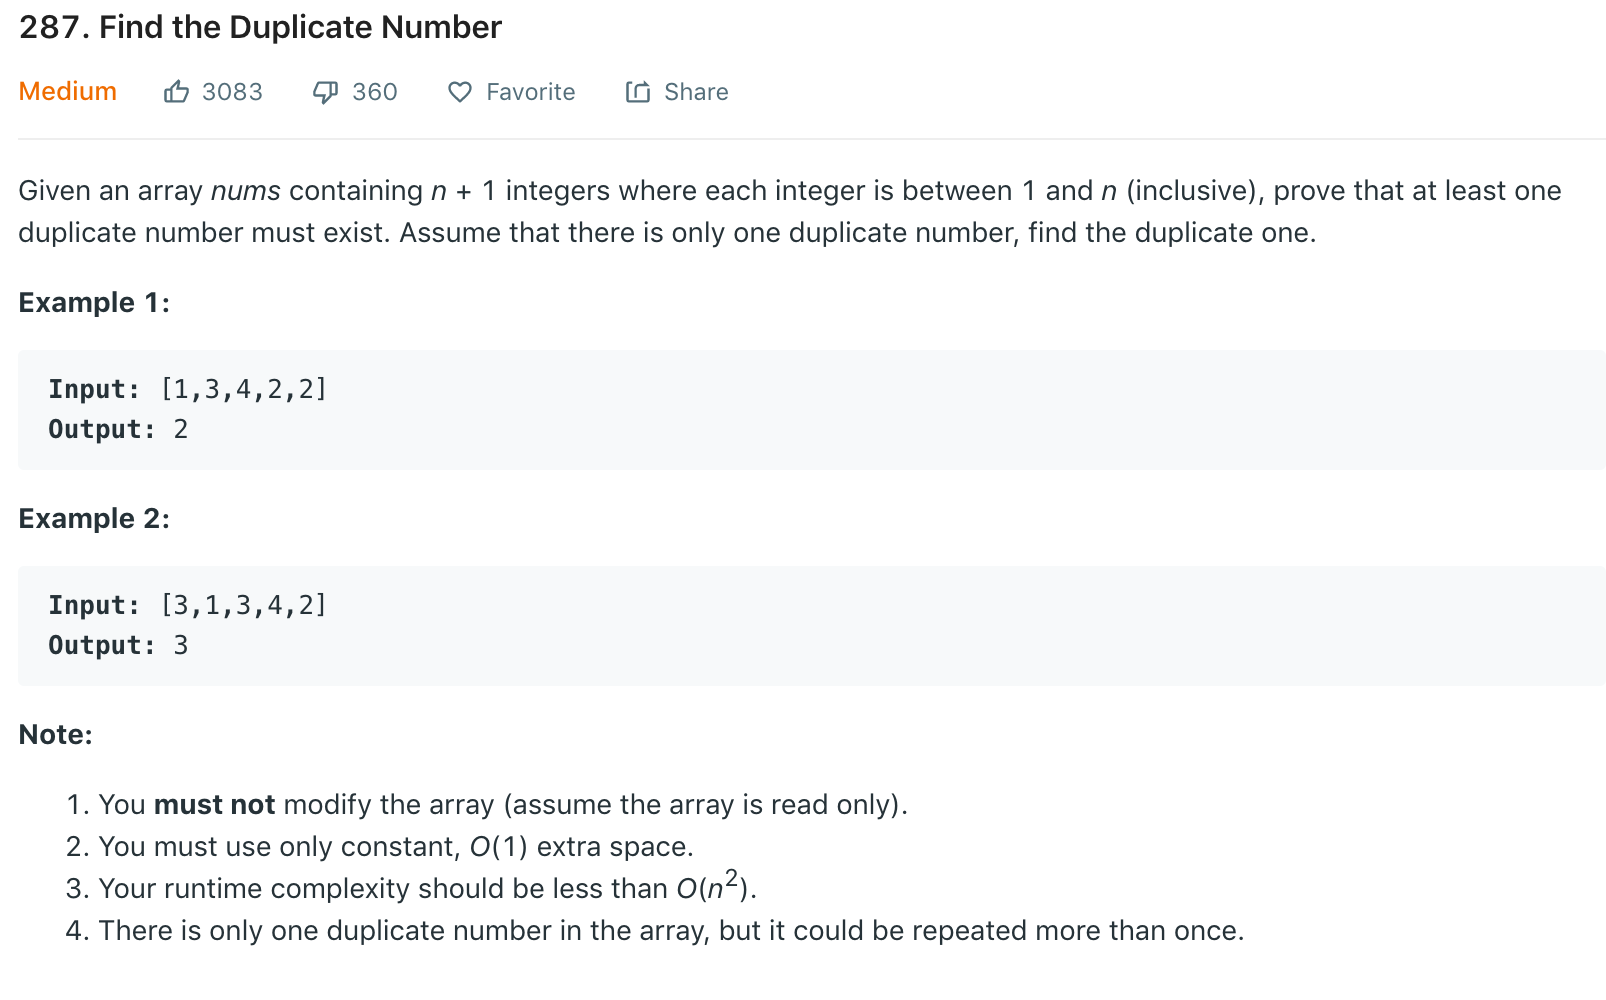 287. Find the Duplicate Number
Medium 3083 360 Favorite Share
Given an array nums containing n + 1 integers where each integer is between 1 and n (inclusive), prove that at least one
duplicate number must exist. Assume that there is only one duplicate number, find the duplicate one.
Example 1:
Input: [1,3,4,2,2]
Output: 2
Example 2:
Input: [3,1,3,4,2]
Output: 3
Note:
1. You must not modify the array (assume the array is read only).
2. You must use only constant, O(1) extra space.
3. Your runtime complexity should be less than O(n²).
4. There is only one duplicate number in the array, but it could be repeated more than once.